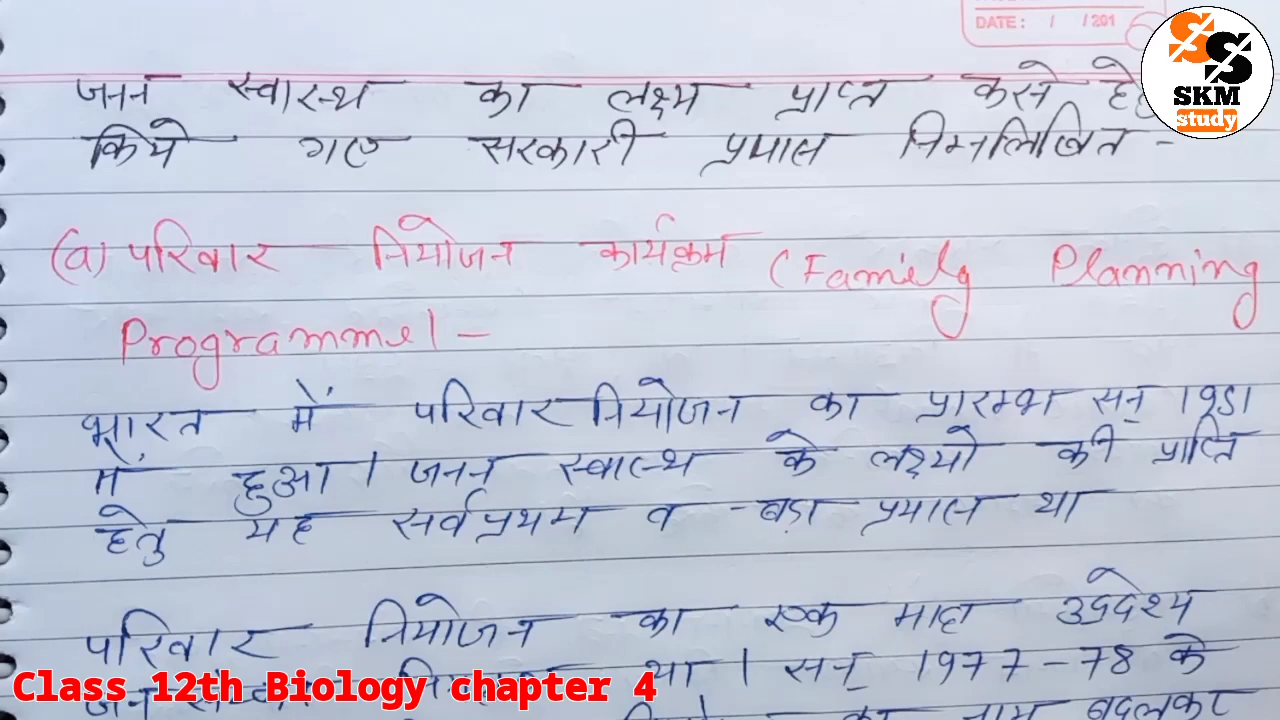 DATE: / /201
SKM
study
जनन स्वास्थ का लक्ष्य प्राप्त करने हेतु
किये गए सरकारी प्रयास निम्नलिखित -
(a) परिवार नियोजन कार्यक्रम (Family Planning
Programme) -
भारत में परिवार नियोजन का प्रारम्भ सन् 1951
में हुआ । जनन स्वास्थ के लक्ष्यो की प्राप्ति
हेतु यह सर्वप्रथम व बड़ा प्रयास था
परिवार नियोजन का एक मात्र उद्देश्य
था । सन् 1977-78 के
का नाम बदलकर
Class 12th Biology chapter 4